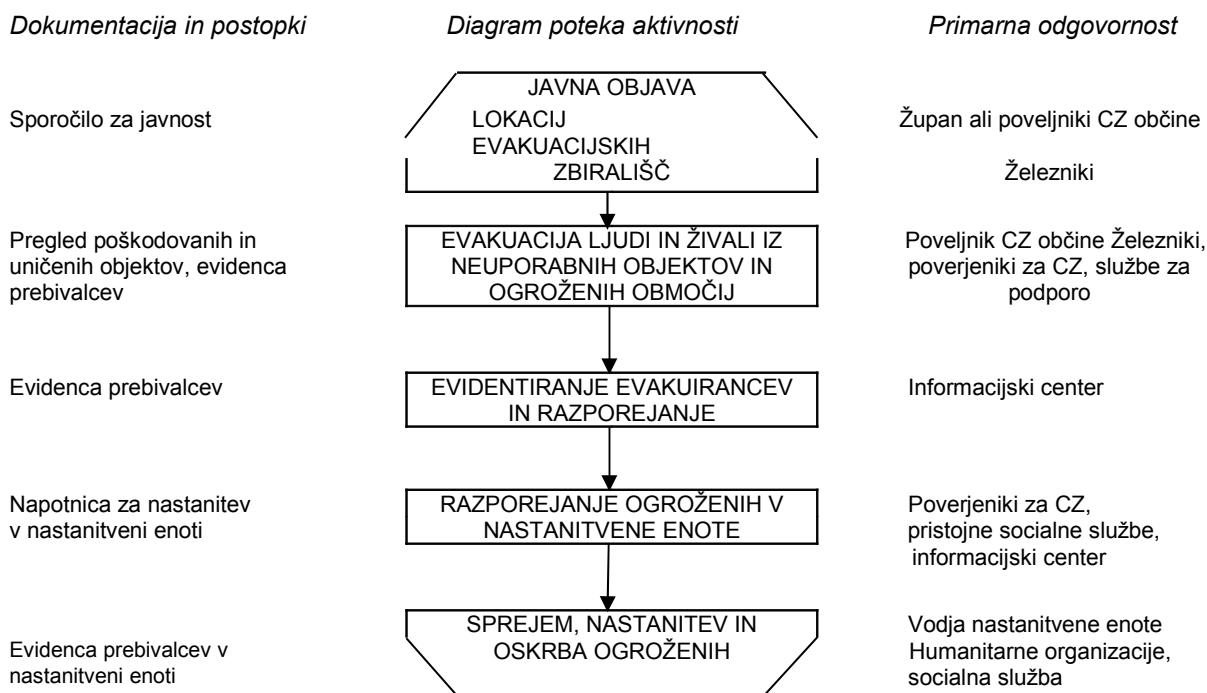 Dokumentacija in postopki
Diagram poteka aktivnosti
Primarna odgovornost
Sporočilo za javnost
JAVNA OBJAVA
LOKACIJ
EVAKUACIJSKIH
ZBIRALIŠČ
Župan ali poveljniki CZ občine
Železniki
Pregled poškodovanih in
uničenih objektov, evidenca
prebivalcev
EVAKUACIJA LJUDI IN ŽIVALI IZ
NEUPORABNIH OBJEKTOV IN
OGROŽENIH OBMOČIJ
Poveljnik CZ občine Železniki,
poverjeniki za CZ, službe za
podporo
Evidenca prebivalcev
EVIDENTIRANJE EVAKUIRANCEV
IN RAZPOREJANJE
Informacijski center
Napotnica za nastanitev
v nastanitveni enoti
RAZPOREJANJE OGROŽENIH V
NASTANITVENE ENOTE
Poverjeniki za CZ,
pristojne socialne službe,
informacijski center
Evidenca prebivalcev v
nastanitveni enoti
SPREJEM, NASTANITEV IN
OSKRBA OGROŽENIH
Vodja nastanitvene enote
Humanitarne organizacije,
socialna služba